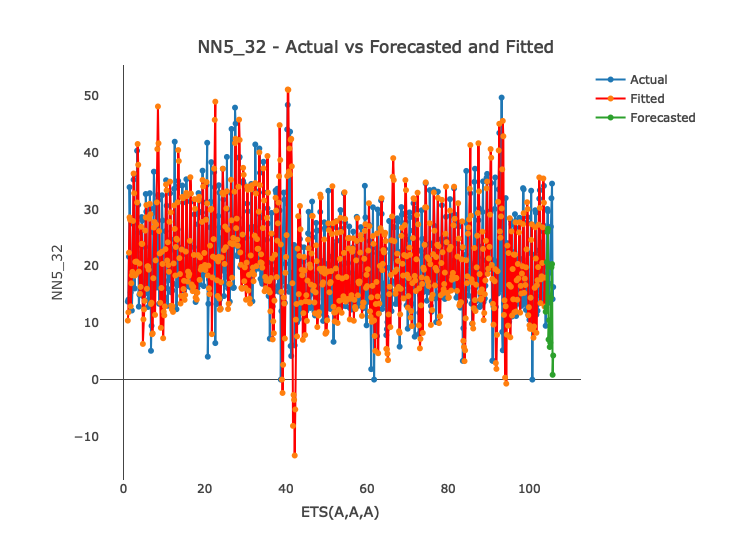 NN5_32 - Actual vs Forecasted and Fitted
Actual
Fitted
Forecasted
50
40
30
20
10
0
−10
NN5_32
0
20
40
60
80
100
ETS(A,A,A)